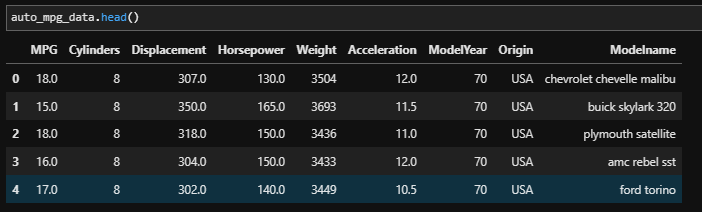 auto_mpg_data.head()
MPG Cylinders Displacement Horsepower Weight Acceleration ModelYear Origin Modelname
0 18.0 8 307.0 130.0 3504 12.0 70 USA chevrolet chevelle malibu
1 15.0 8 350.0 165.0 3693 11.5 70 USA buick skylark 320
2 18.0 8 318.0 150.0 3436 11.0 70 USA plymouth satellite
3 16.0 8 304.0 150.0 3433 12.0 70 USA amc rebel sst
4 17.0 8 302.0 140.0 3449 10.5 70 USA ford torino